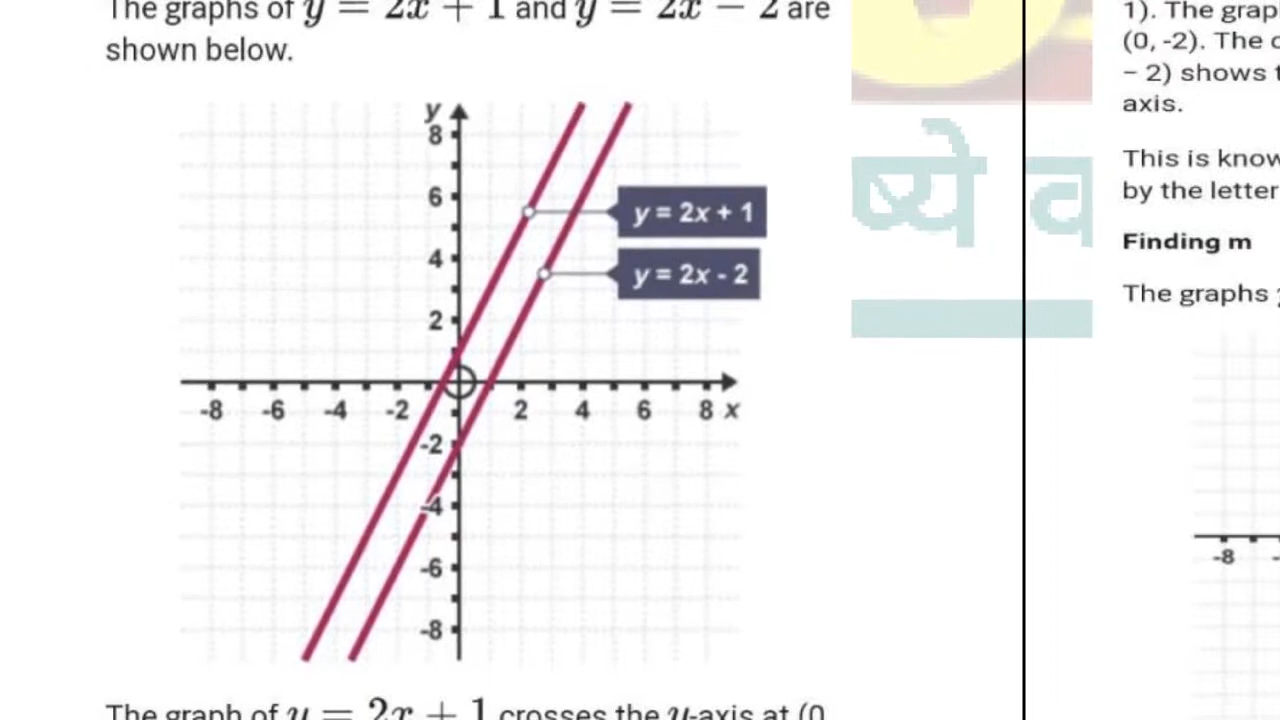 The graphs of y = 2x + 1 and y = 2x − 2 are
shown below.
y
8
6
4
2
-8 -6 -4 -2 2 4 6 8 x
-2
-4
-6
-8
y = 2x + 1
y = 2x - 2
The graph of y = 2x + 1 crosses the y-axis at (0,
1). The grap
(0, -2). The
− 2) shows
axis.
This is know
by the letter
Finding m
The graphs
-8